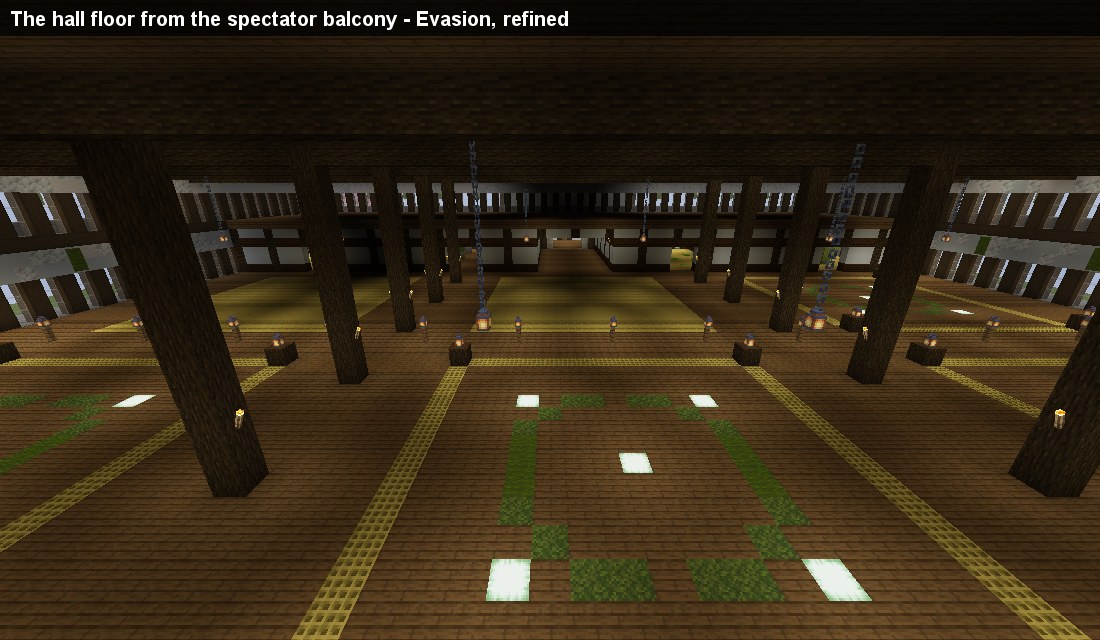 The hall floor from the spectator balcony - Evasion, refined